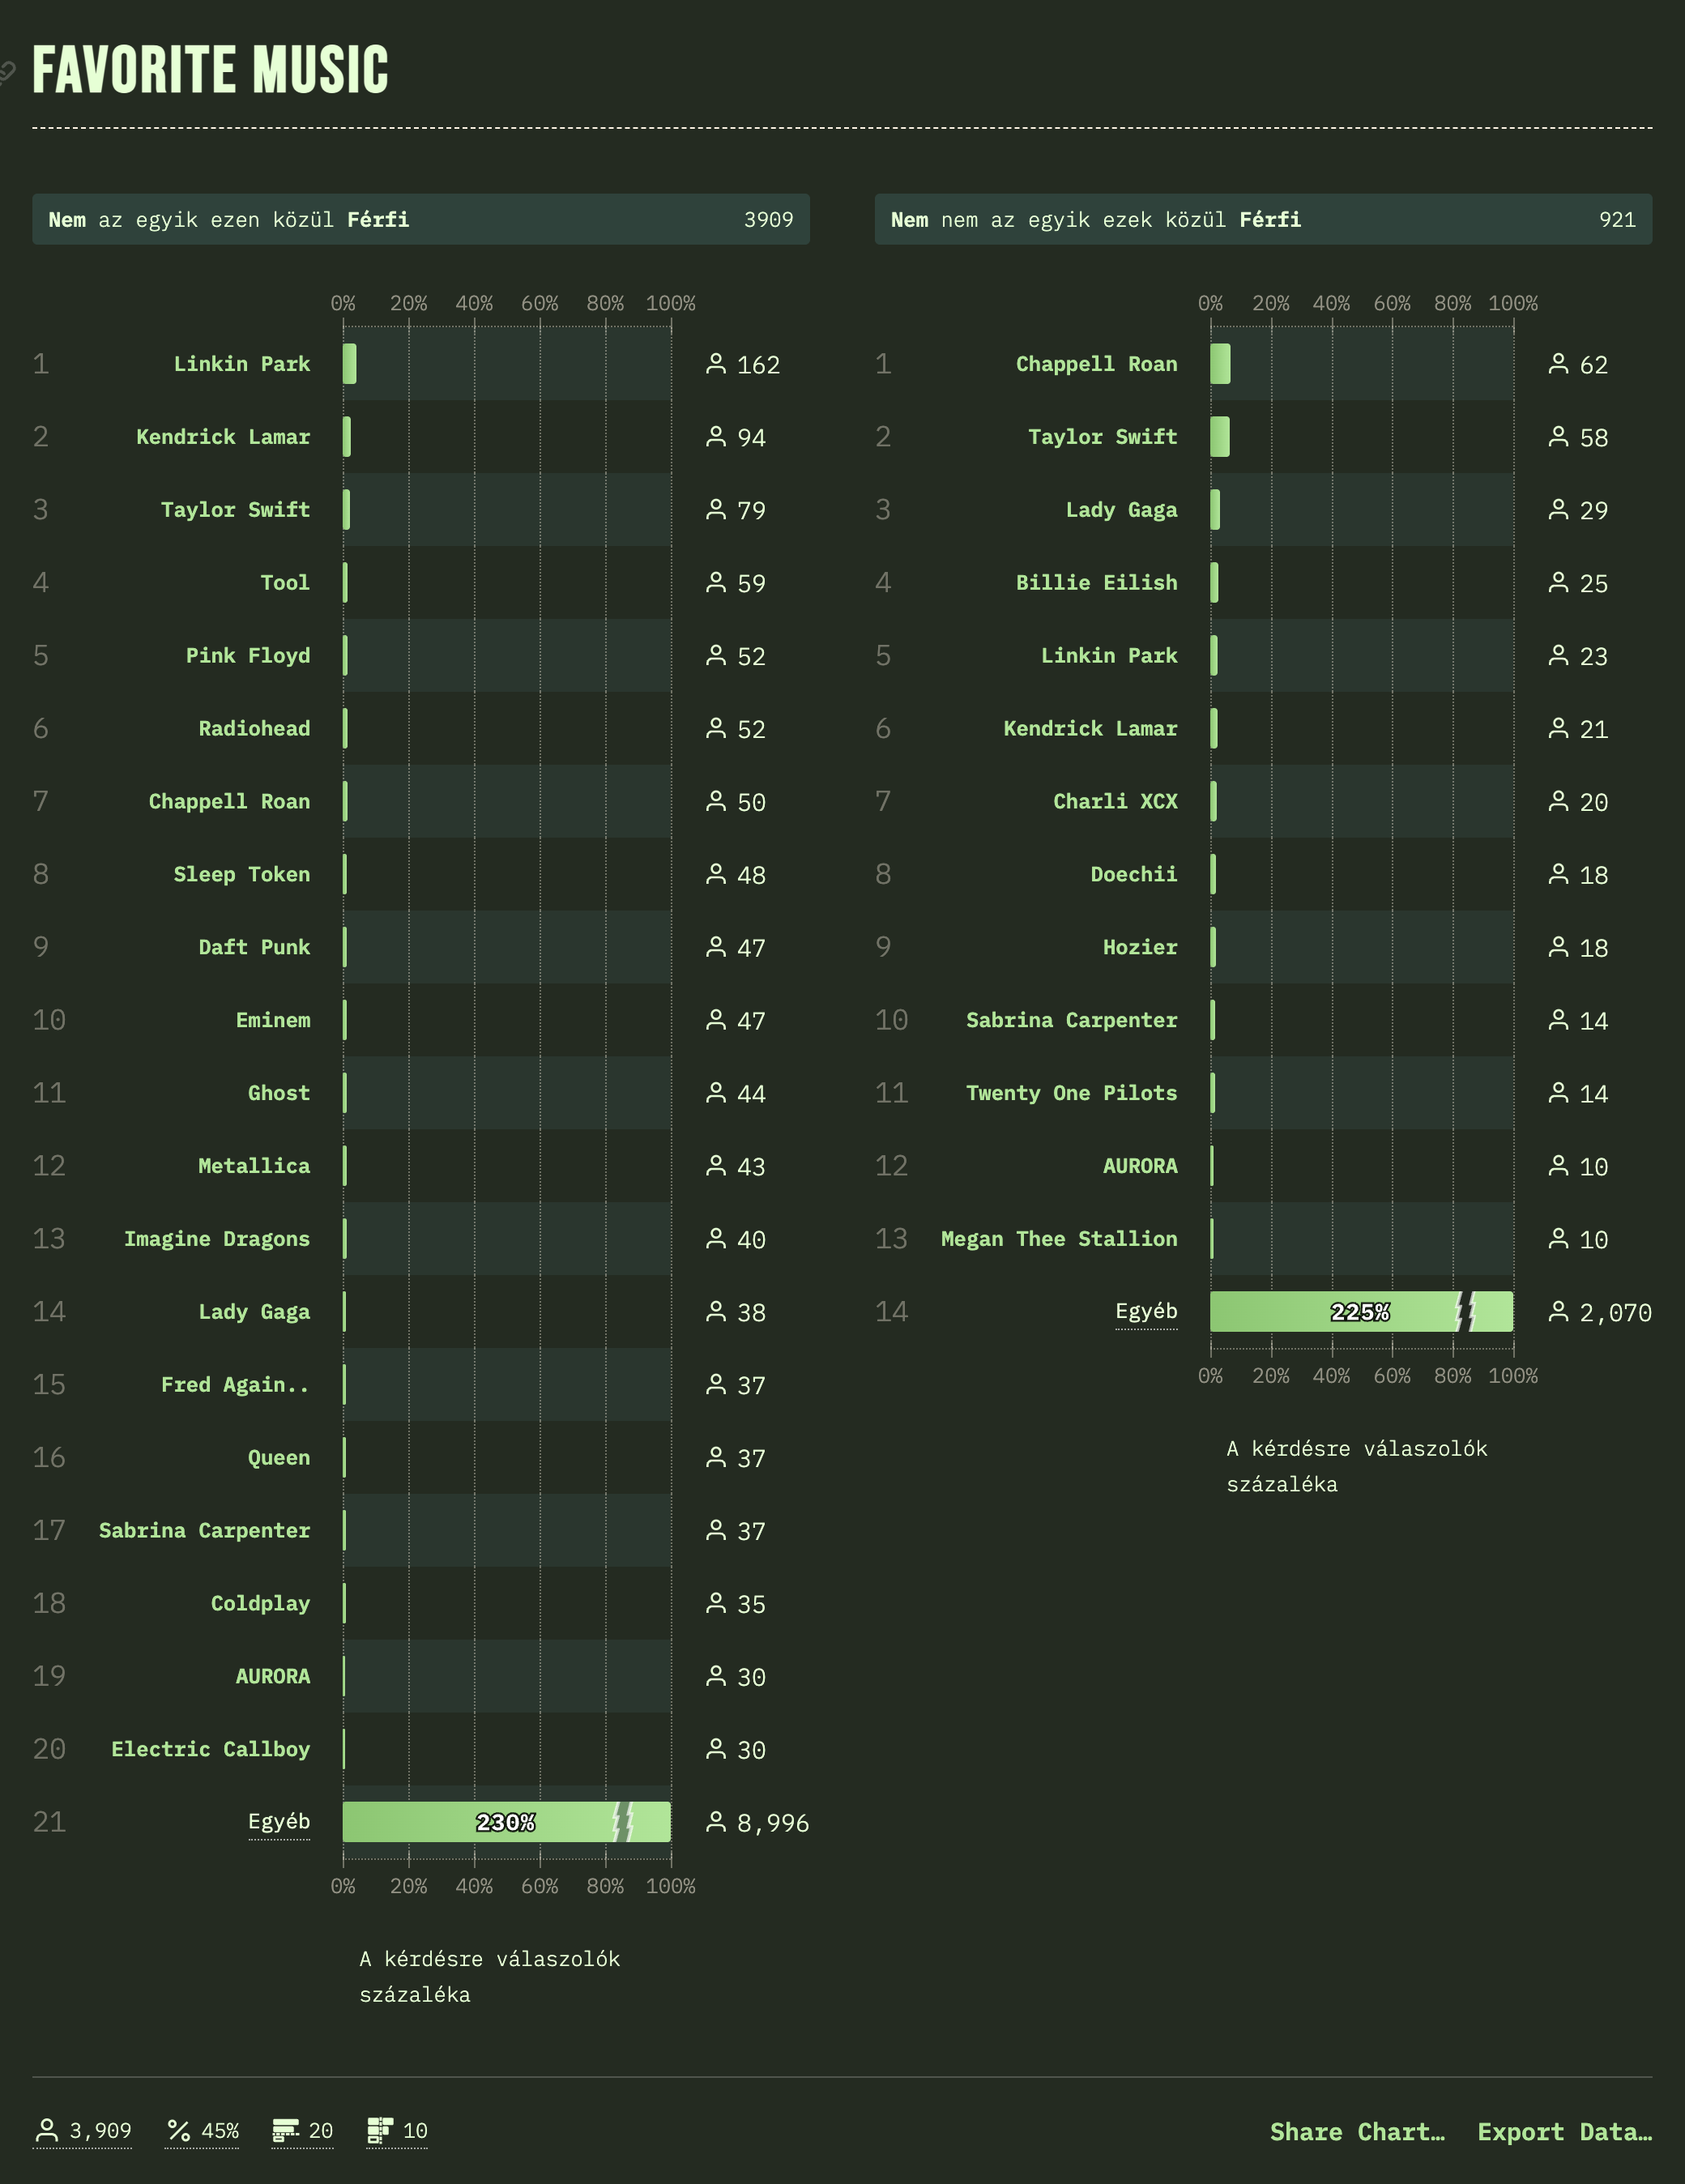 FAVORITE MUSIC
Nem az egyik ezen közül Férfi 3909
0% 20% 40% 60% 80% 100%
1 Linkin Park 162
2 Kendrick Lamar 94
3 Taylor Swift 79
4 Tool 59
5 Pink Floyd 52
6 Radiohead 52
7 Chappell Roan 50
8 Sleep Token 48
9 Daft Punk 47
10 Eminem 47
11 Ghost 44
12 Metallica 43
13 Imagine Dragons 40
14 Lady Gaga 38
15 Fred Again.. 37
16 Queen 37
17 Sabrina Carpenter 37
18 Coldplay 35
19 AURORA 30
20 Electric Callboy 30
21 Egyéb 230% 8,996
0% 20% 40% 60% 80% 100%
A kérdésre válaszolók
százaléka
Nem nem az egyik ezek közül Férfi 921
0% 20% 40% 60% 80% 100%
1 Chappell Roan 62
2 Taylor Swift 58
3 Lady Gaga 29
4 Billie Eilish 25
5 Linkin Park 23
6 Kendrick Lamar 21
7 Charli XCX 20
8 Doechii 18
9 Hozier 18
10 Sabrina Carpenter 14
11 Twenty One Pilots 14
12 AURORA 10
13 Megan Thee Stallion 10
14 Egyéb 225% 2,070
0% 20% 40% 60% 80% 100%
A kérdésre válaszolók
százaléka
3,909 45% 20 10 Share Chart… Export Data…